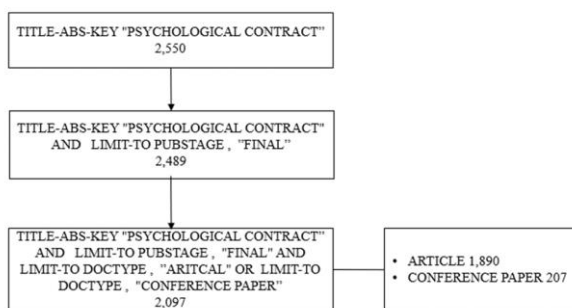 TITLE-ABS-KEY "PSYCHOLOGICAL CONTRACT”
2,550
TITLE-ABS-KEY "PSYCHOLOGICAL CONTRACT"
AND LIMIT-TO PUBSTAGE , "FINAL”
2,489
TITLE-ABS-KEY "PSYCHOLOGICAL CONTRACT”
AND LIMIT-TO PUBSTAGE , "FINAL" AND
LIMIT-TO DOCTYPE , "ARITCAL" OR LIMIT-TO
DOCTYPE , "CONFERENCE PAPER”
2,097
• ARTICLE 1,890
• CONFERENCE PAPER 207